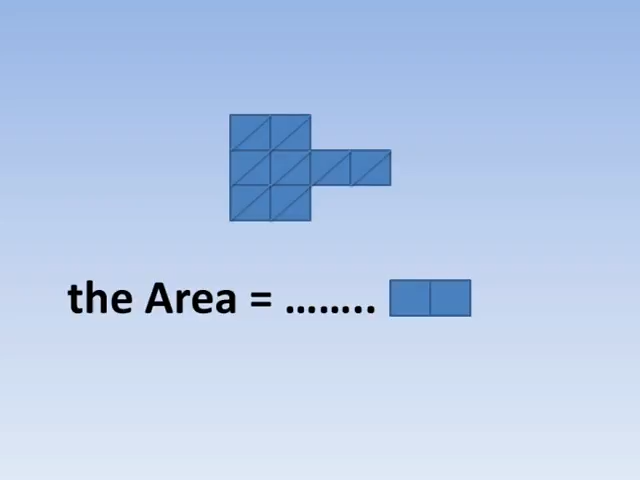 the Area = ........